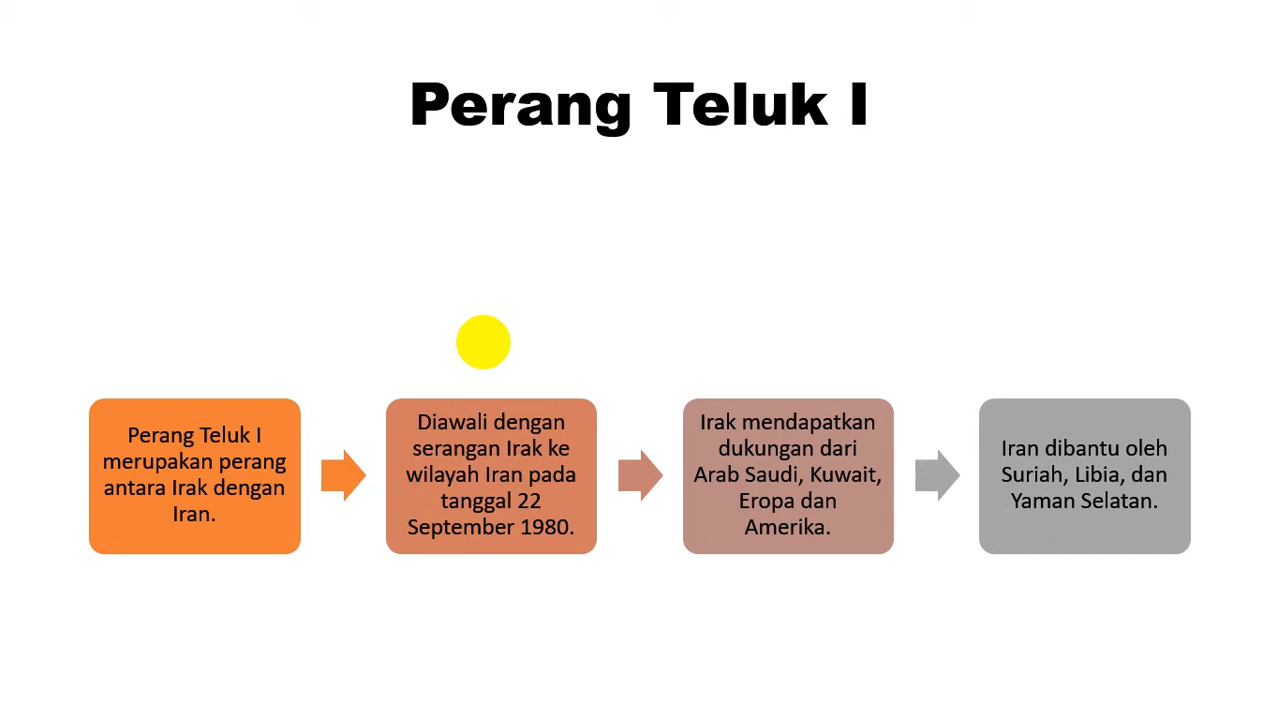 Perang Teluk I
Perang Teluk I
merupakan perang
antara Irak dengan
Iran.
Diawali dengan
serangan Irak ke
wilayah Iran pada
tanggal 22
September 1980.
Irak mendapatkan
dukungan dari
Arab Saudi, Kuwait,
Eropa dan
Amerika.
Iran dibantu oleh
Suriah, Libia, dan
Yaman Selatan.